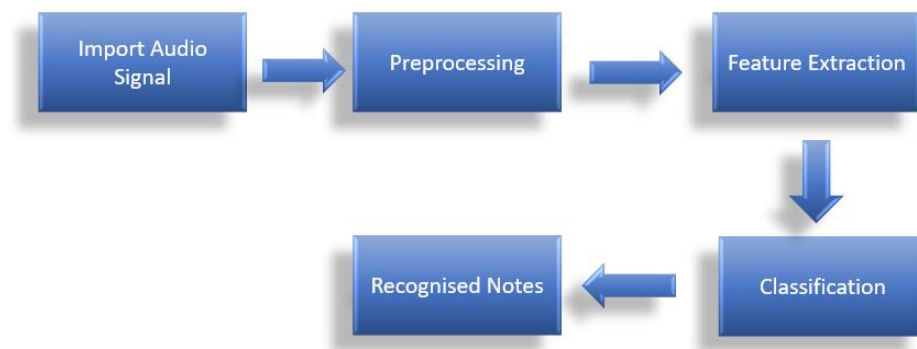 Import Audio
Signal
Preprocessing
Feature Extraction
Classification
Recognised Notes